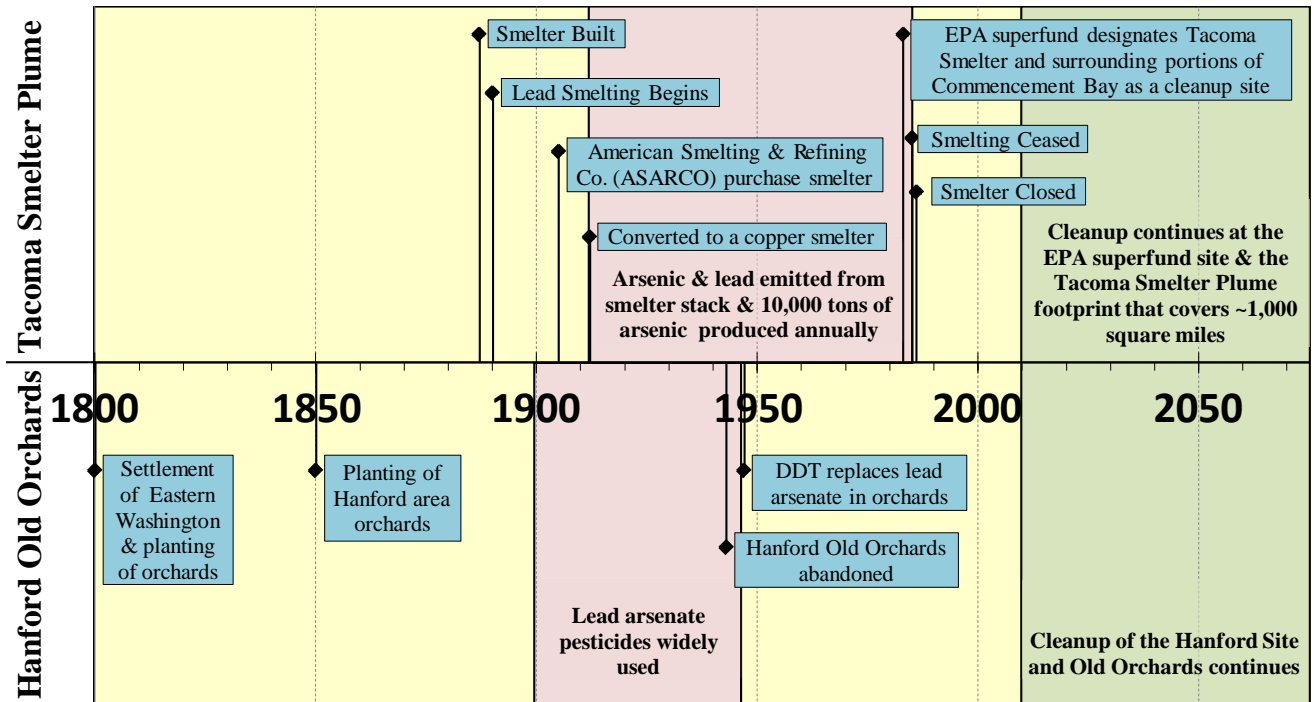 Tacoma Smelter Plume
Smelter Built
Lead Smelting Begins
American Smelting & Refining
Co. (ASARCO) purchase smelter
Converted to a copper smelter
Arsenic & lead emitted from
smelter stack & 10,000 tons of
arsenic produced annually
EPA superfund designates Tacoma
Smelter and surrounding portions of
Commencement Bay as a cleanup site
Smelting Ceased
Smelter Closed
Cleanup continues at the
EPA superfund site & the
Tacoma Smelter Plume
footprint that covers ~1,000
square miles
1800 1850 1900 1950 2000 2050
Hanford Old Orchards
Settlement
of Eastern
Washington
& planting
of orchards
Planting of
Hanford area
orchards
DDT replaces lead
arsenate in orchards
Hanford Old Orchards
abandoned
Lead arsenate
pesticides widely
used
Cleanup of the Hanford Site
and Old Orchards continues